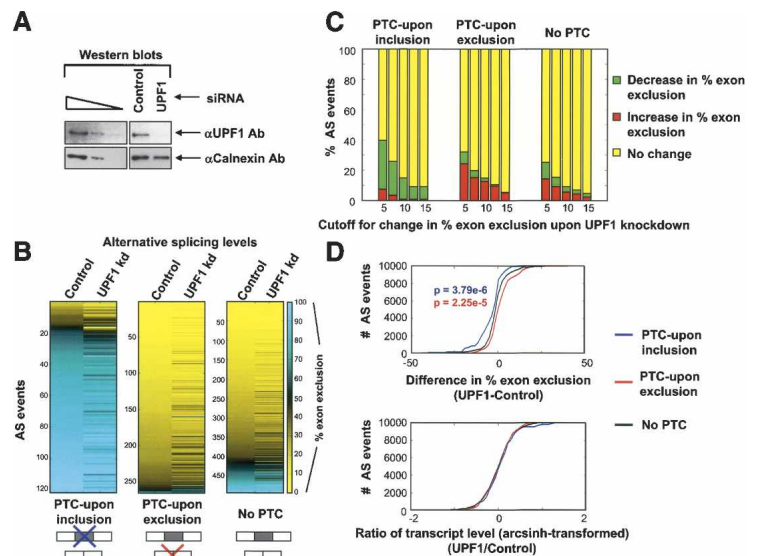 A
Western blots
Control
UPF1
siRNA
αUPF1 Ab
αCalnexin Ab
C
PTC-upon inclusion
PTC-upon exclusion
No PTC
100
80
60
40
20
0
% AS events
5 10 15
5 10 15
5 10 15
Cutoff for change in % exon exclusion upon UPF1 knockdown
Decrease in % exon exclusion
Increase in % exon exclusion
No change
B
Alternative splicing levels
Control
UPF1 kd
Control
UPF1 kd
Control
UPF1 kd
AS events
20
40
60
80
100
120
50
100
150
200
250
50
100
150
200
250
300
350
400
450
100
90
80
70
60
50
40
30
20
10
0
% exon exclusion
PTC-upon inclusion
PTC-upon exclusion
No PTC
D
# AS events
10000
8000
6000
4000
2000
0
p = 3.79e-6
p = 2.25e-5
-50 0 50
Difference in % exon exclusion
(UPF1-Control)
# AS events
10000
8000
6000
4000
2000
0
-2 0 2
Ratio of transcript level (arcsinh-transformed)
(UPF1/Control)
PTC-upon inclusion
PTC-upon exclusion
No PTC